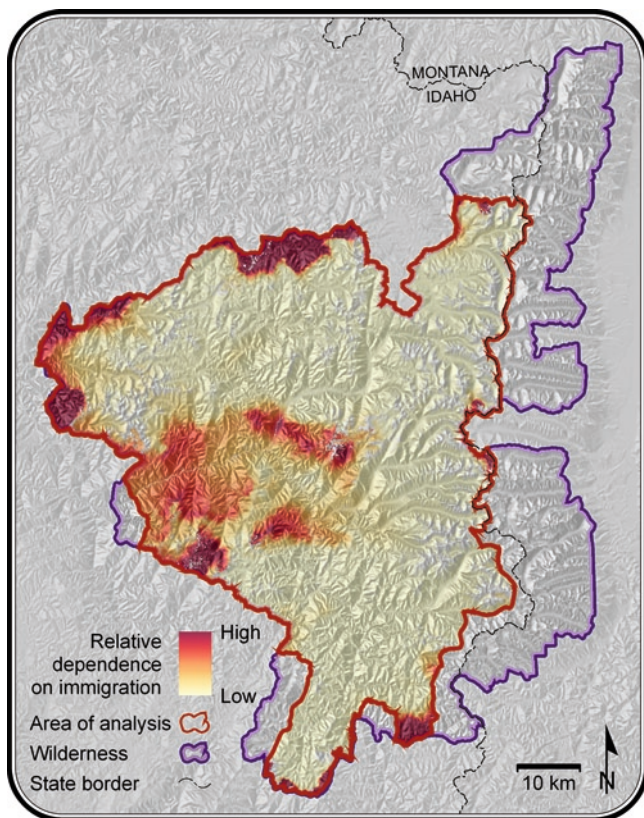 MONTANA
IDAHO
Relative
dependence
on immigration
High
Low
Area of analysis
Wilderness
State border
10 km
N